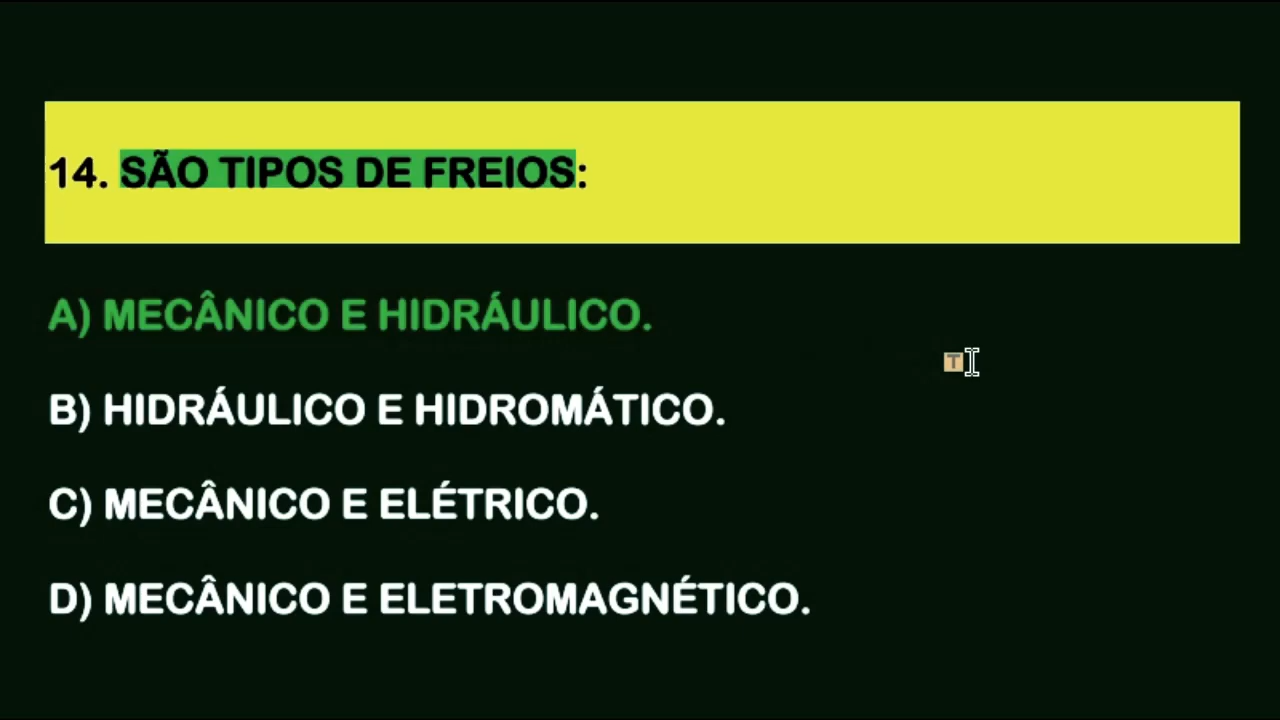 14. SÃO TIPOS DE FREIOS:
A) MECÂNICO E HIDRÁULICO.
B) HIDRÁULICO E HIDROMÁTICO.
C) MECÂNICO E ELÉTRICO.
D) MECÂNICO E ELETROMAGNÉTICO.